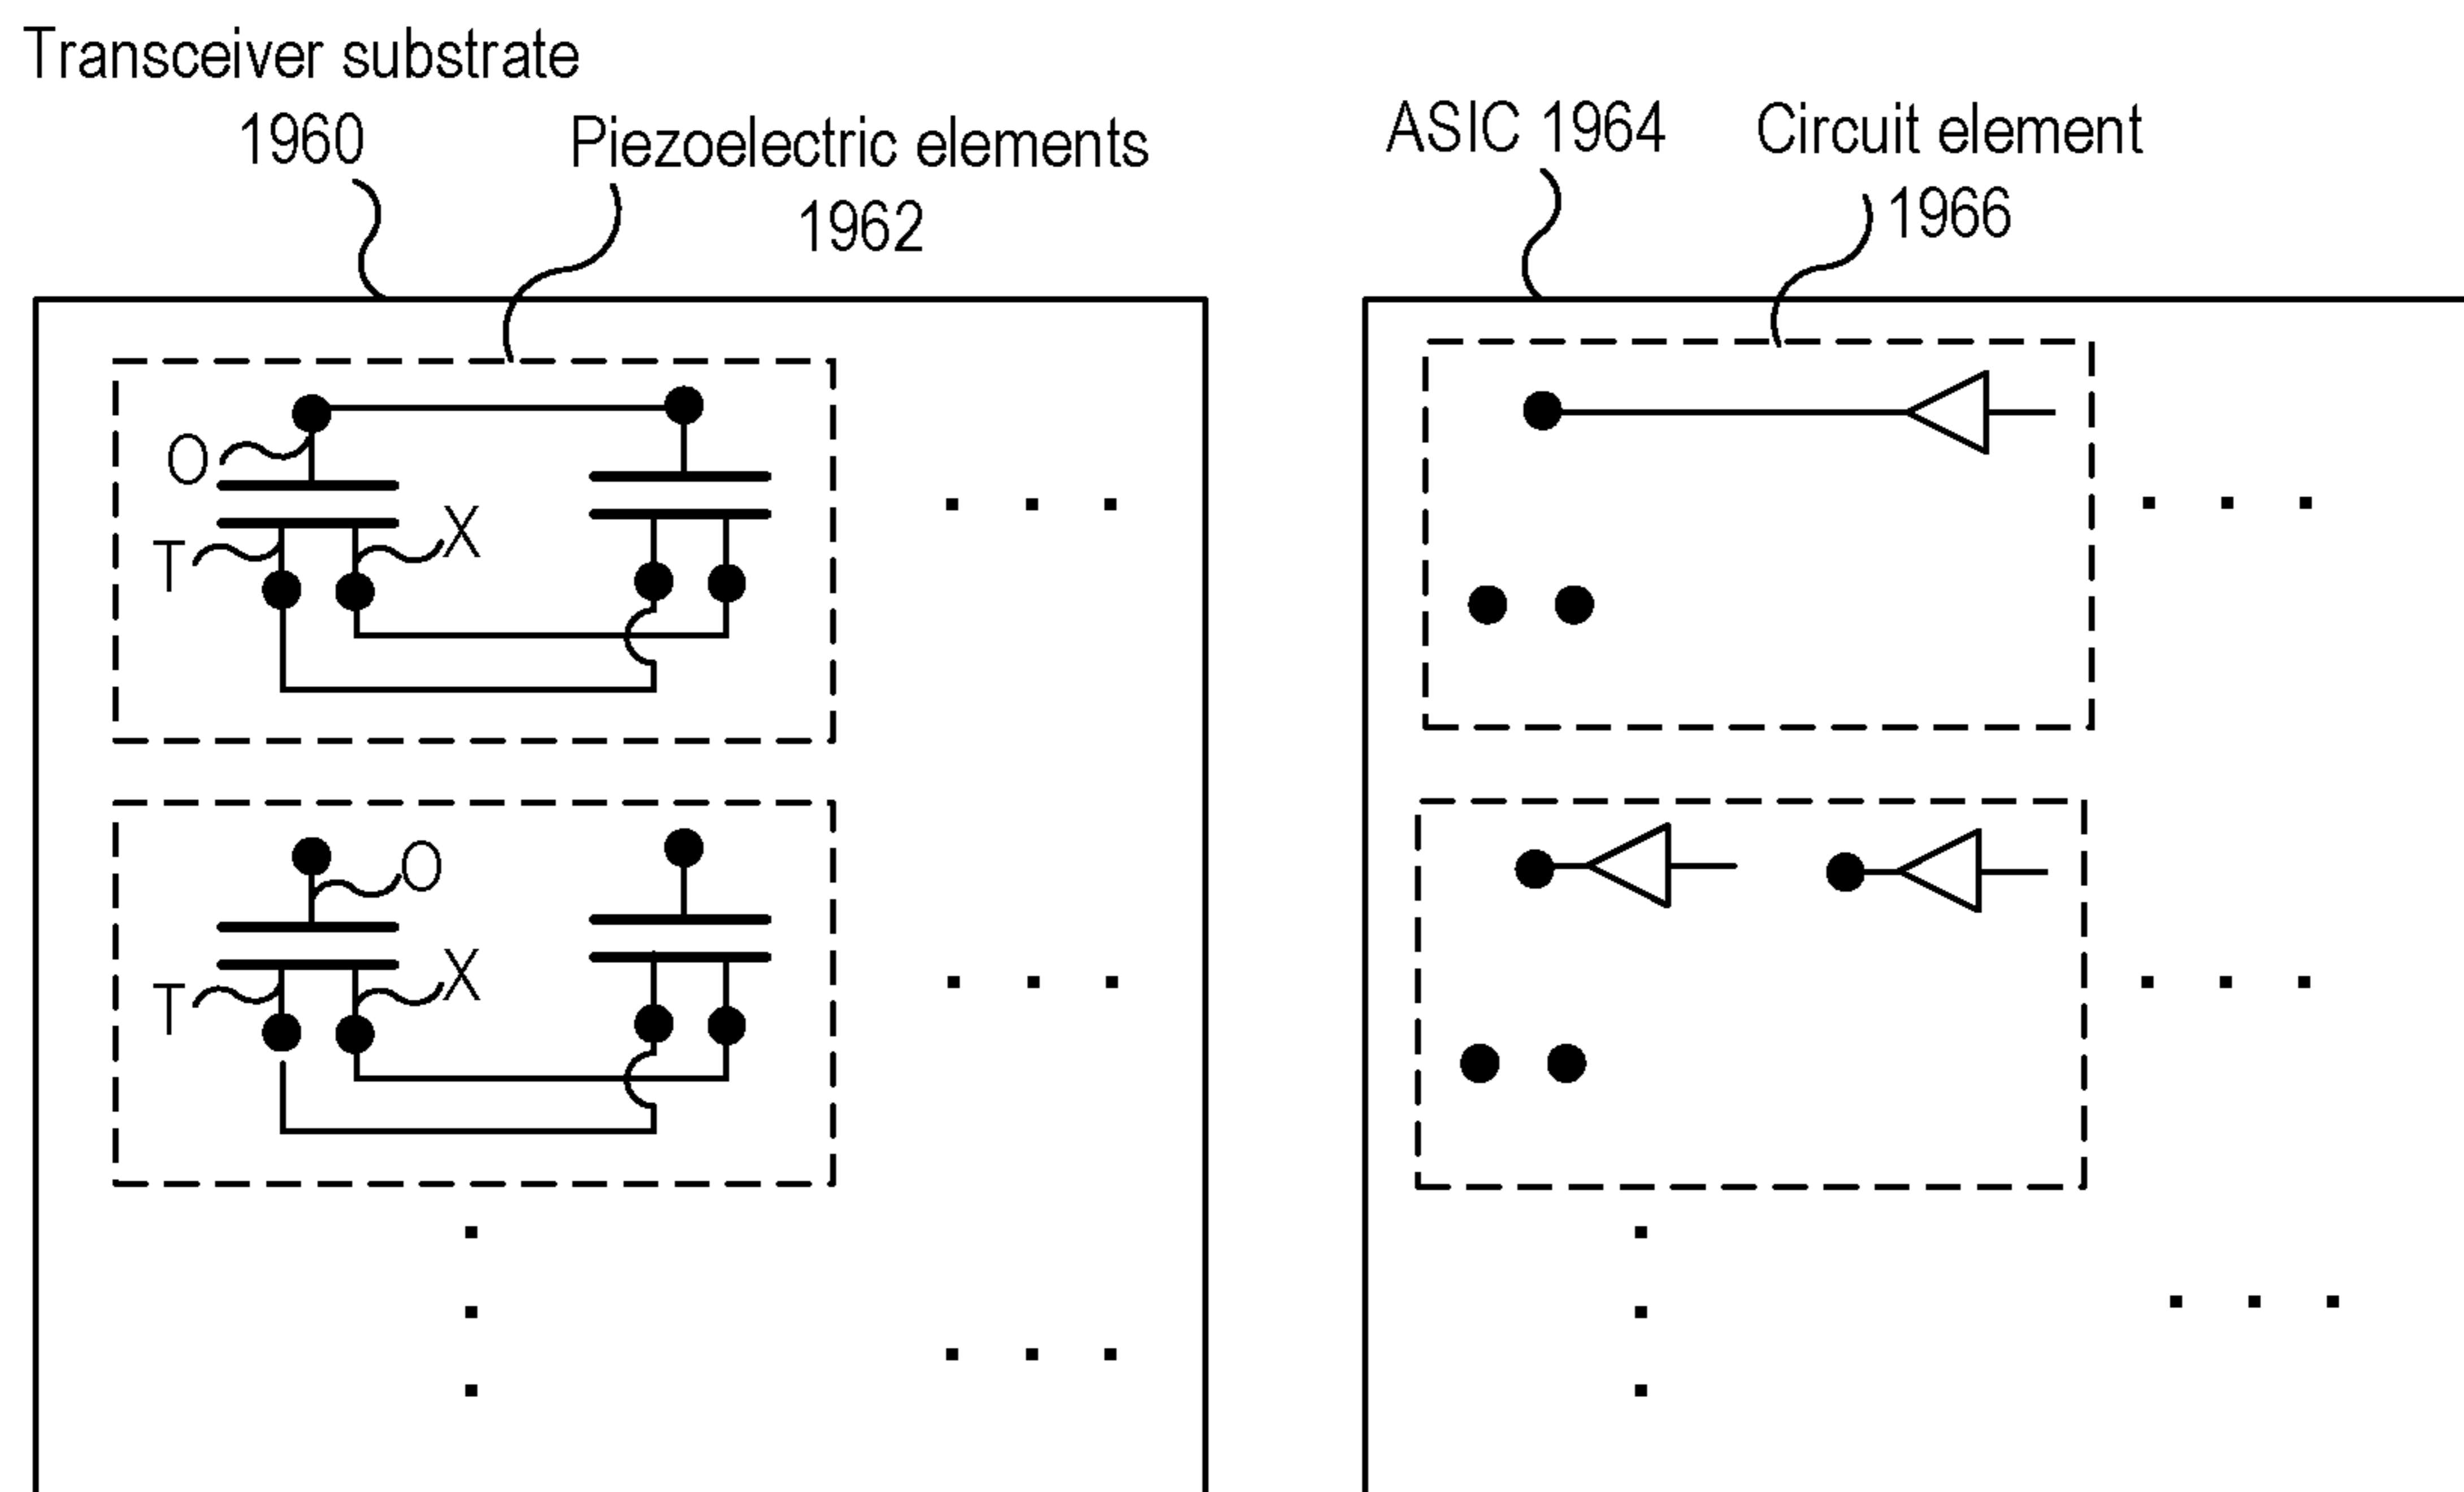 Transceiver substrate
1960
Piezoelectric elements
1962
ASIC 1964
Circuit element
1966
O
X
T
O
X
T